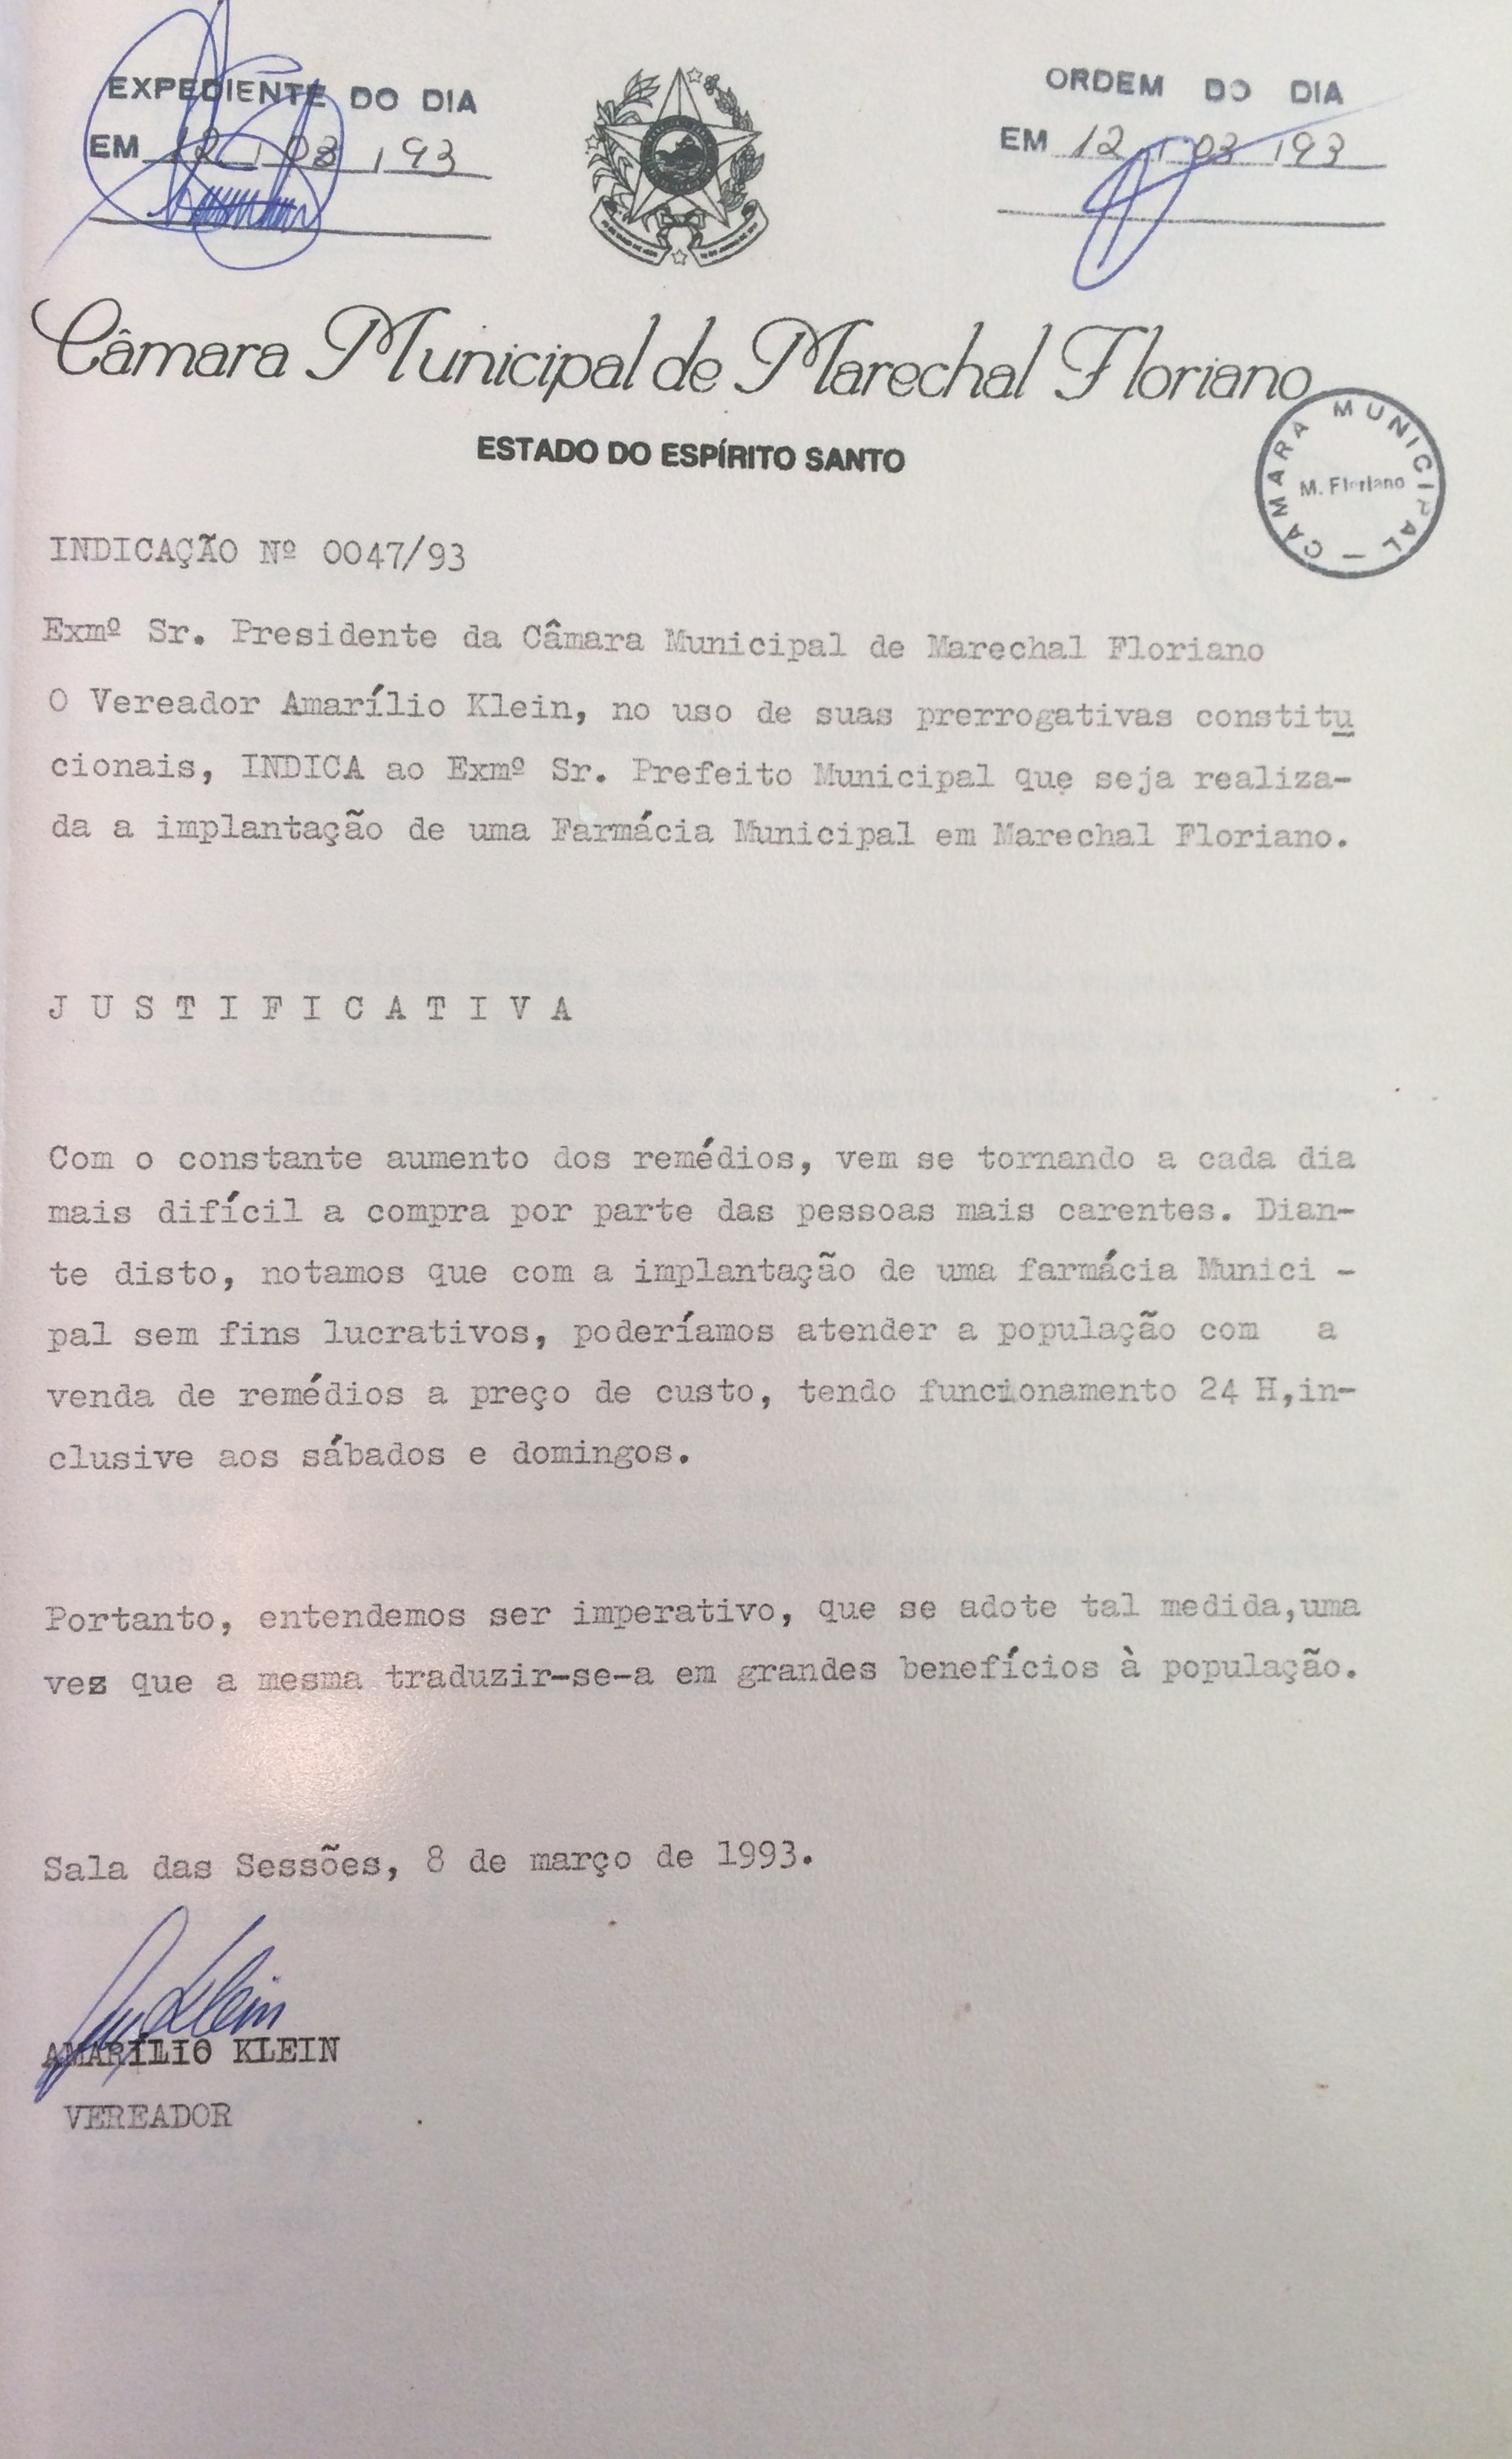 EXPEDIENTE DO DIA
EM 12 / 03 / 93
ORDEM DO DIA
EM 12 / 03 / 93
Câmara Municipal de Marechal Floriano
ESTADO DO ESPÍRITO SANTO
CAMARA MUNICIPAL —
M. Floriano
INDICAÇÃO Nº 0047/93
Exmº Sr. Presidente da Câmara Municipal de Marechal Floriano
O Vereador Amarílio Klein, no uso de suas prerrogativas constitu
cionais, INDICA ao Exmº Sr. Prefeito Municipal que seja realiza-
da a implantação de uma Farmácia Municipal em Marechal Floriano.
J U S T I F I C A T I V A
Com o constante aumento dos remédios, vem se tornando a cada dia
mais difícil a compra por parte das pessoas mais carentes. Dian-
te disto, notamos que com a implantação de uma farmácia Munici -
pal sem fins lucrativos, poderíamos atender a população com a
venda de remédios a preço de custo, tendo funcionamento 24 H,in-
clusive aos sábados e domingos.
Portanto, entendemos ser imperativo, que se adote tal medida,uma
vez que a mesma traduzir-se-a em grandes benefícios à população.
Sala das Sessões, 8 de março de 1993.
AMARÍLIO KLEIN
VEREADOR